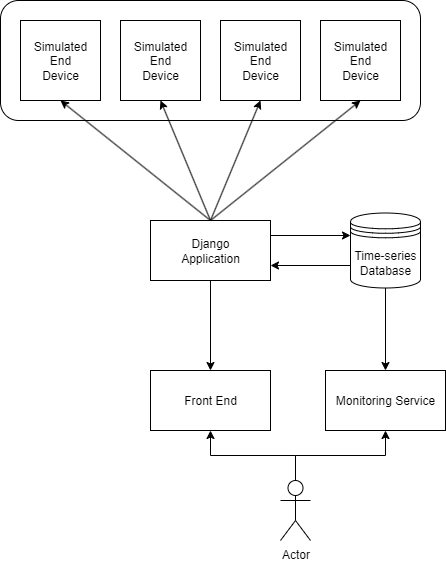 Simulated
End
Device
Simulated
End
Device
Simulated
End
Device
Simulated
End
Device
Django
Application
Time-series
Database
Front End
Monitoring Service
Actor